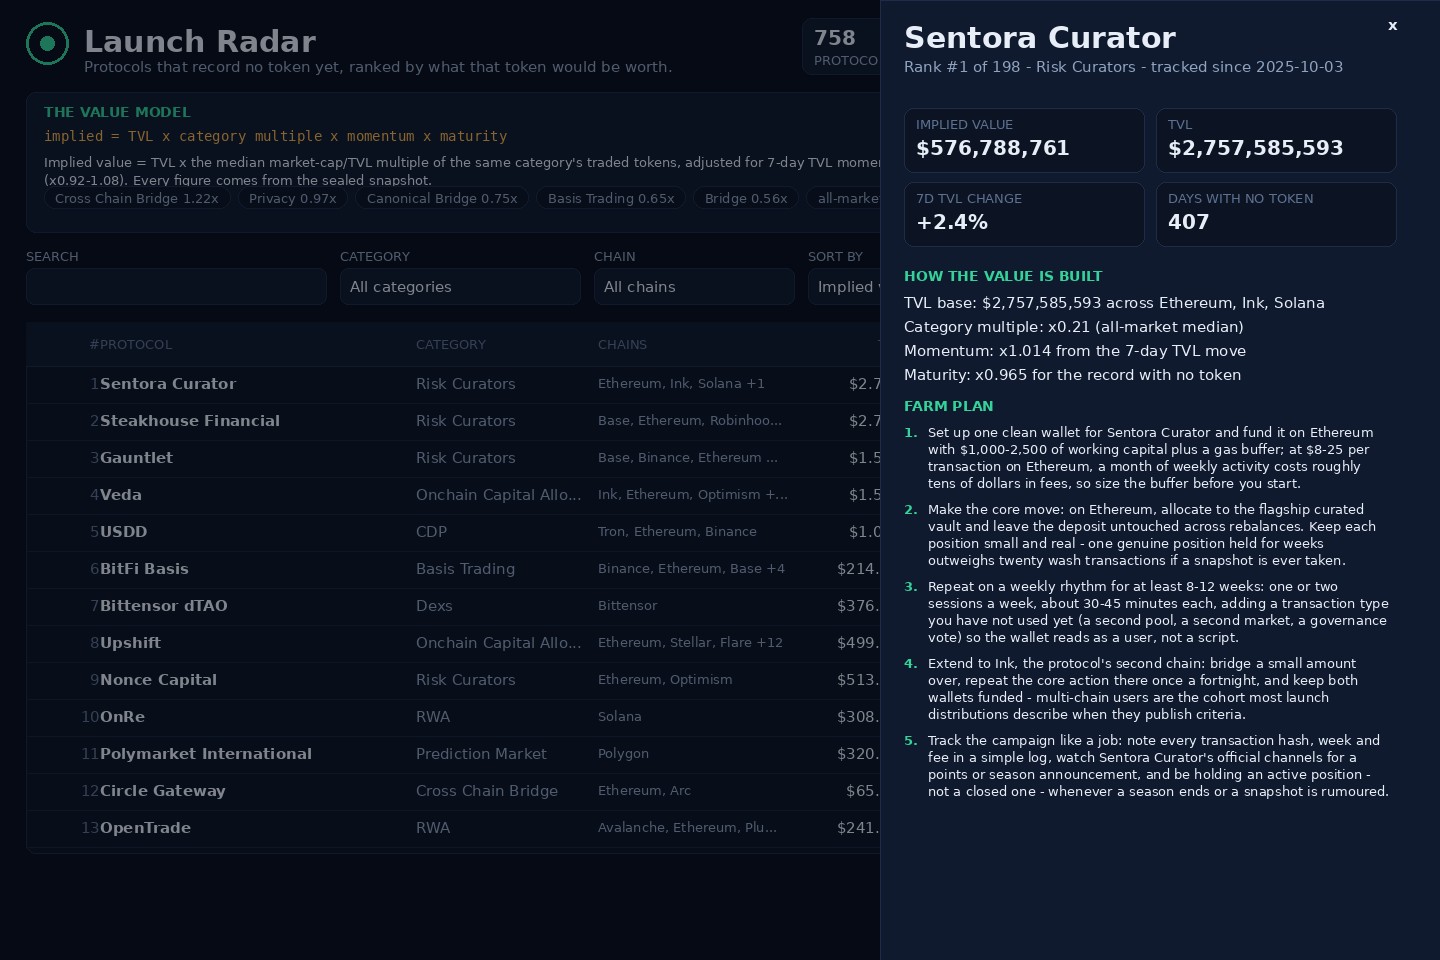 Launch Radar
Protocols that record no token yet, ranked by what that token would be worth.
758
PROTOCO
THE VALUE MODEL
implied = TVL x category multiple x momentum x maturity
Implied value = TVL x the median market-cap/TVL multiple of the same category's traded tokens, adjusted for 7-day TVL momen
(x0.92-1.08). Every figure comes from the sealed snapshot.
Cross Chain Bridge 1.22x Privacy 0.97x Canonical Bridge 0.75x Basis Trading 0.65x Bridge 0.56x all-marke
SEARCH CATEGORY CHAIN SORT BY
All categories All chains Implied v
# PROTOCOL CATEGORY CHAINS
1 Sentora Curator Risk Curators Ethereum, Ink, Solana +1 $2.7
2 Steakhouse Financial Risk Curators Base, Ethereum, Robinhoo... $2.7
3 Gauntlet Risk Curators Base, Binance, Ethereum ... $1.5
4 Veda Onchain Capital Allo... Ink, Ethereum, Optimism +... $1.5
5 USDD CDP Tron, Ethereum, Binance $1.0
6 BitFi Basis Basis Trading Binance, Ethereum, Base +4 $214.
7 Bittensor dTAO Dexs Bittensor $376.
8 Upshift Onchain Capital Allo... Ethereum, Stellar, Flare +12 $499.
9 Nonce Capital Risk Curators Ethereum, Optimism $513.
10 OnRe RWA Solana $308.
11 Polymarket International Prediction Market Polygon $320.
12 Circle Gateway Cross Chain Bridge Ethereum, Arc $65.
13 OpenTrade RWA Avalanche, Ethereum, Plu... $241.
Sentora Curator
x
Rank #1 of 198 - Risk Curators - tracked since 2025-10-03
IMPLIED VALUE
$576,788,761
TVL
$2,757,585,593
7D TVL CHANGE
+2.4%
DAYS WITH NO TOKEN
407
HOW THE VALUE IS BUILT
TVL base: $2,757,585,593 across Ethereum, Ink, Solana
Category multiple: x0.21 (all-market median)
Momentum: x1.014 from the 7-day TVL move
Maturity: x0.965 for the record with no token
FARM PLAN
1. Set up one clean wallet for Sentora Curator and fund it on Ethereum
with $1,000-2,500 of working capital plus a gas buffer; at $8-25 per
transaction on Ethereum, a month of weekly activity costs roughly
tens of dollars in fees, so size the buffer before you start.
2. Make the core move: on Ethereum, allocate to the flagship curated
vault and leave the deposit untouched across rebalances. Keep each
position small and real - one genuine position held for weeks
outweighs twenty wash transactions if a snapshot is ever taken.
3. Repeat on a weekly rhythm for at least 8-12 weeks: one or two
sessions a week, about 30-45 minutes each, adding a transaction type
you have not used yet (a second pool, a second market, a governance
vote) so the wallet reads as a user, not a script.
4. Extend to Ink, the protocol's second chain: bridge a small amount
over, repeat the core action there once a fortnight, and keep both
wallets funded - multi-chain users are the cohort most launch
distributions describe when they publish criteria.
5. Track the campaign like a job: note every transaction hash, week and
fee in a simple log, watch Sentora Curator's official channels for a
points or season announcement, and be holding an active position -
not a closed one - whenever a season ends or a snapshot is rumoured.